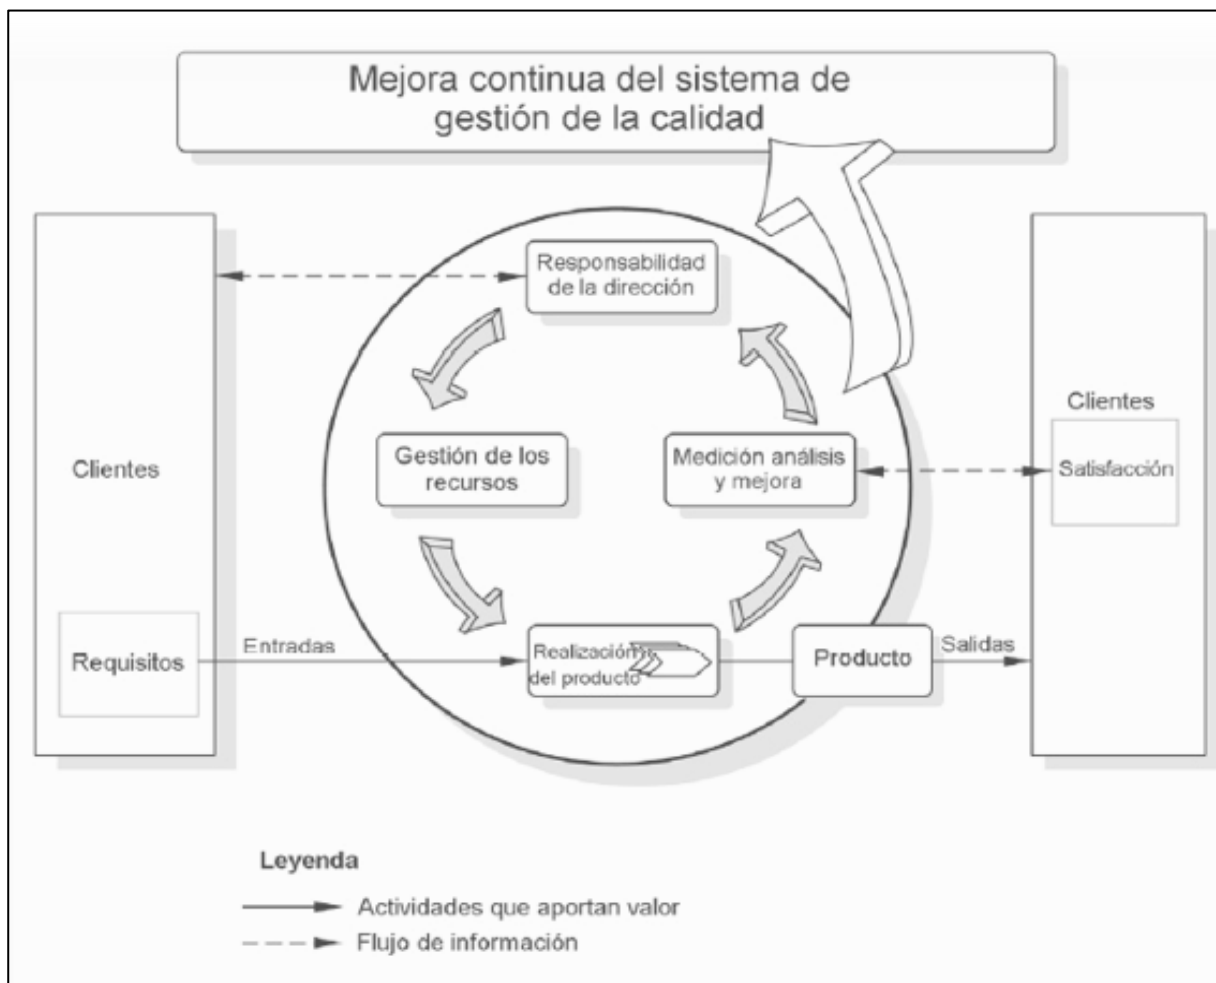 Mejora continua del sistema de
gestión de la calidad
Responsabilidad
de la dirección
Clientes
Gestión de los
recursos
Medición análisis
y mejora
Clientes
Satisfacción
Requisitos
Entradas
Realización
del producto
Producto
Salidas
Leyenda
Actividades que aportan valor
Flujo de información